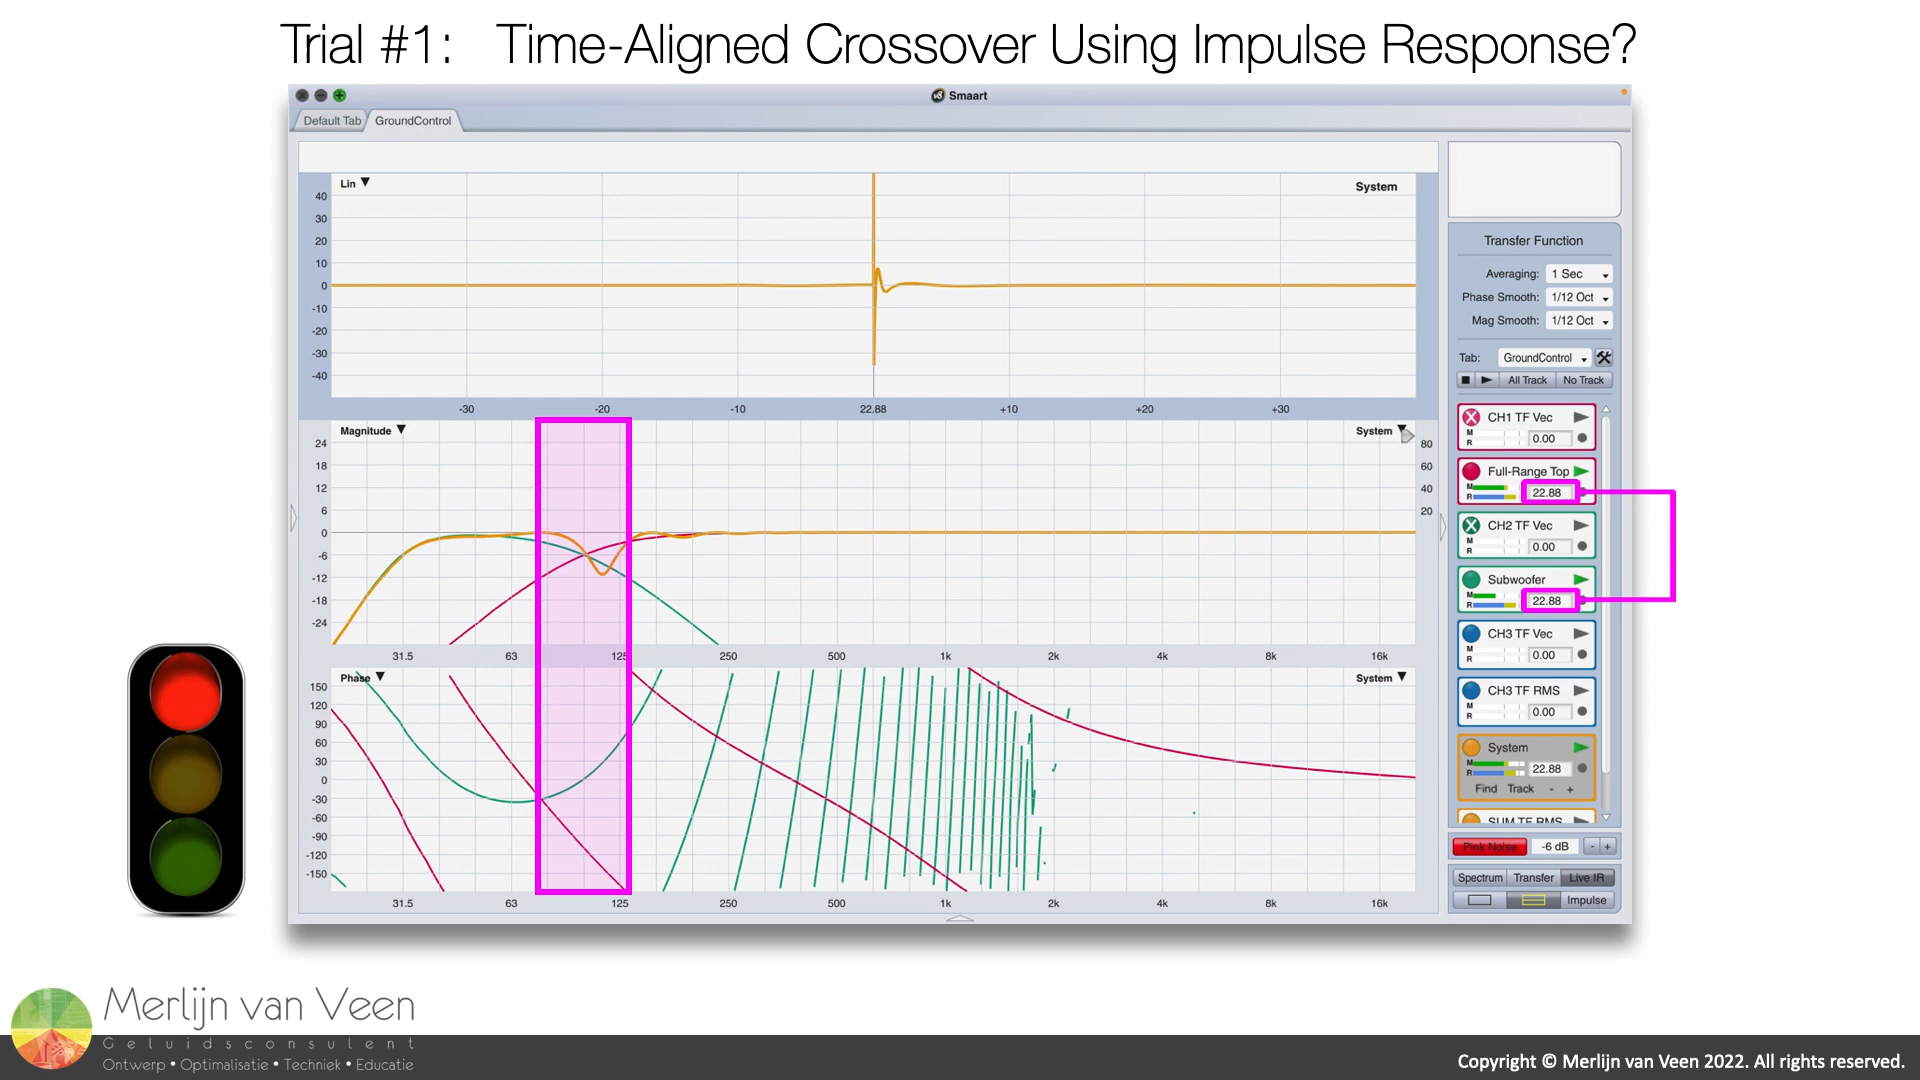 Trial #1:   Time-Aligned Crossover Using Impulse Response?
v8 Smaart
Default Tab GroundControl
Lin System
40
30
20
10
0
-10
-20
-30
-40
-30 -20 -10 22.88 +10 +20 +30
Magnitude System
24 80
18 60
12 40
6 20
0
-6
-12
-18
-24
31.5 63 125 250 500 1k 2k 4k 8k 16k
Phase System
150
120
90
60
30
0
-30
-60
-90
-120
-150
31.5 63 125 250 500 1k 2k 4k 8k 16k
Transfer Function
Averaging: 1 Sec
Phase Smooth: 1/12 Oct
Mag Smooth: 1/12 Oct
Tab: GroundControl
All Track No Track
CH1 TF Vec
M
R 0.00
Full-Range Top
M
R 22.88
CH2 TF Vec
M
R 0.00
Subwoofer
M
R 22.88
CH3 TF Vec
M
R 0.00
CH3 TF RMS
M
R 0.00
System
M
R 22.88
Find Track - +
SUM TF RMS
Pink Noise -6 dB - +
Spectrum Transfer Live IR
Impulse
Merlijn van Veen
Geluidsconsulent
Ontwerp • Optimalisatie • Techniek • Educatie
Copyright © Merlijn van Veen 2022. All rights reserved.